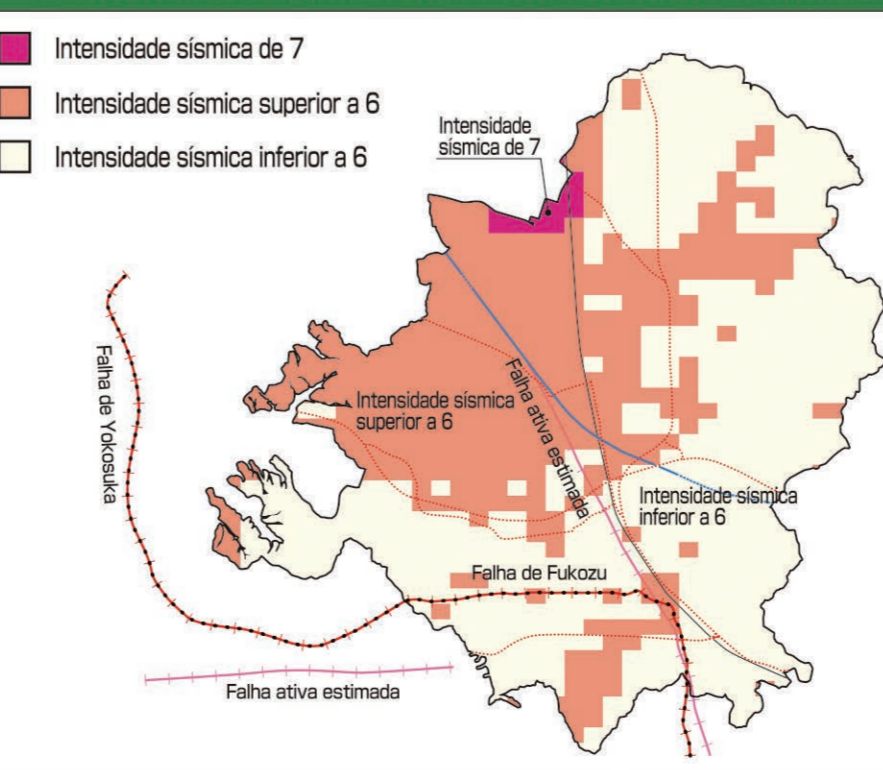 Intensidade sísmica de 7
Intensidade sísmica superior a 6
Intensidade sísmica inferior a 6
Intensidade
sísmica de 7
Falha de Yokosuka
Intensidade sísmica
superior a 6
Falha ativa estimada
Intensidade sísmica
inferior a 6
Falha de Fukozu
Falha ativa estimada